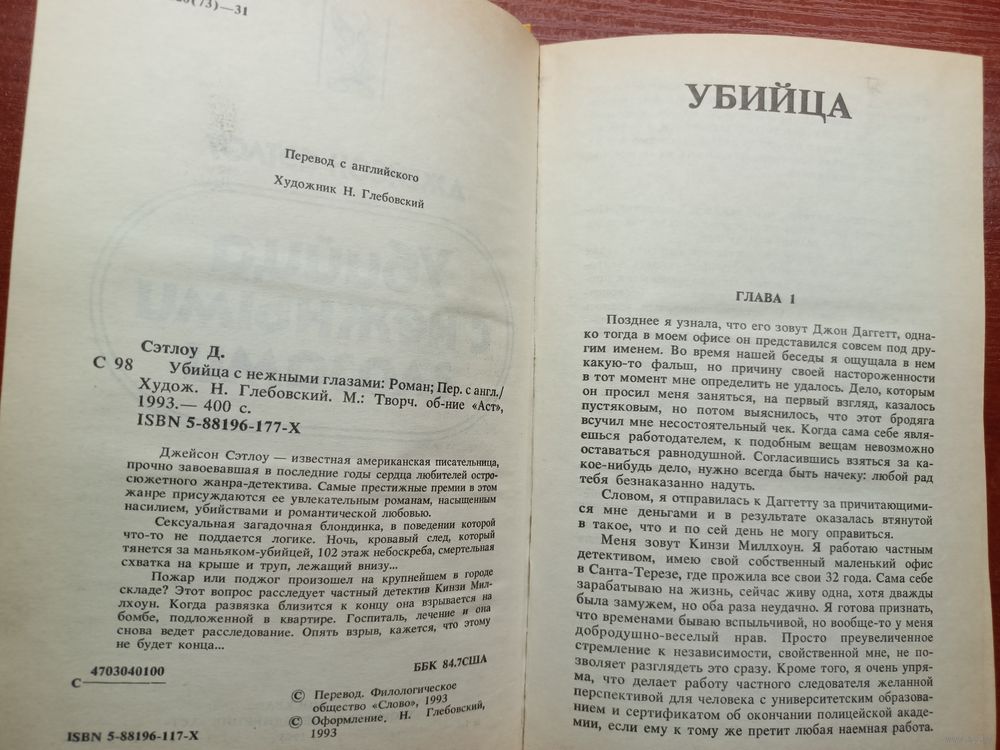 (73)—31
Перевод с английского
Художник Н. Глебовский
Сэтлоу Д.
С 98
Убийца с нежными глазами: Роман; Пер. с англ./
Худож. Н. Глебовский. М.: Творч. об-ние «Аст»,
1993.— 400 с.
ISBN 5-88196-177-X
Джейсон Сэтлоу — известная американская писательница,
прочно завоевавшая в последние годы сердца любителей остро-
сюжетного жанра-детектива. Самые престижные премии в этом
жанре присуждаются ее увлекательным романам, насыщенным
насилием, убийствами и романтической любовью.
Сексуальная загадочная блондинка, в поведении которой
что-то не поддается логике. Ночь, кровавый след, который
тянется за маньяком-убийцей, 102 этаж небоскреба, смертельная
схватка на крыше и труп, лежащий внизу...
Пожар или поджог произошел на крупнейшем в городе
складе? Этот вопрос расследует частный детектив Кинзи Мил-
лхоун. Когда развязка близится к концу она взрывается на
бомбе, подложенной в квартире. Госпиталь, лечение и она
снова ведет расследование. Опять взрыв, кажется, что этому
не будет конца...
С 4703040100
ББК 84.7США
© Перевод. Филологическое
общество «Слово», 1993
© Оформление. Н. Глебовский,
1993
ISBN 5-88196-117-X
УБИЙЦА
ГЛАВА 1
Позднее я узнала, что его зовут Джон Даггетт, одна-
ко тогда в моем офисе он представился совсем под дру-
гим именем. Во время нашей беседы я ощущала в нем
какую-то фальш, но причину своей настороженности
в тот момент мне определить не удалось. Дело, которым
он просил меня заняться, на первый взгляд, казалось
пустяковым, но потом выяснилось, что этот бродяга
всучил мне несостоятельный чек. Когда сама себе явля-
ешься работодателем, к подобным вещам невозможно
оставаться равнодушной. Согласившись взяться за ка-
кое-нибудь дело, нужно всегда быть начеку: любой рад
тебя безнаказанно надуть.
Словом, я отправилась к Даггетту за причитающими-
ся мне деньгами и в результате оказалась втянутой
в такое, что и по сей день не могу оправиться.
Меня зовут Кинзи Миллхоун. Я работаю частным
детективом, имею свой собственный маленький офис
в Санта-Терезе, где прожила все свои 32 года. Сама себе
зарабатываю на жизнь, сейчас живу одна, хотя дважды
была замужем, но оба раза неудачно. Я готова признать,
что временами бываю вспыльчивой, но вообще-то у меня
добродушно-веселый нрав. Просто преувеличенное
стремление к независимости, свойственной мне, не по-
зволяет разглядеть это сразу. Кроме того, я очень упря-
ма, что делает работу частного следователя желанной
перспективой для человека с университетским образова-
нием и сертификатом об окончании полицейской акаде-
мии, если ему к тому же претит любая наемная работа.